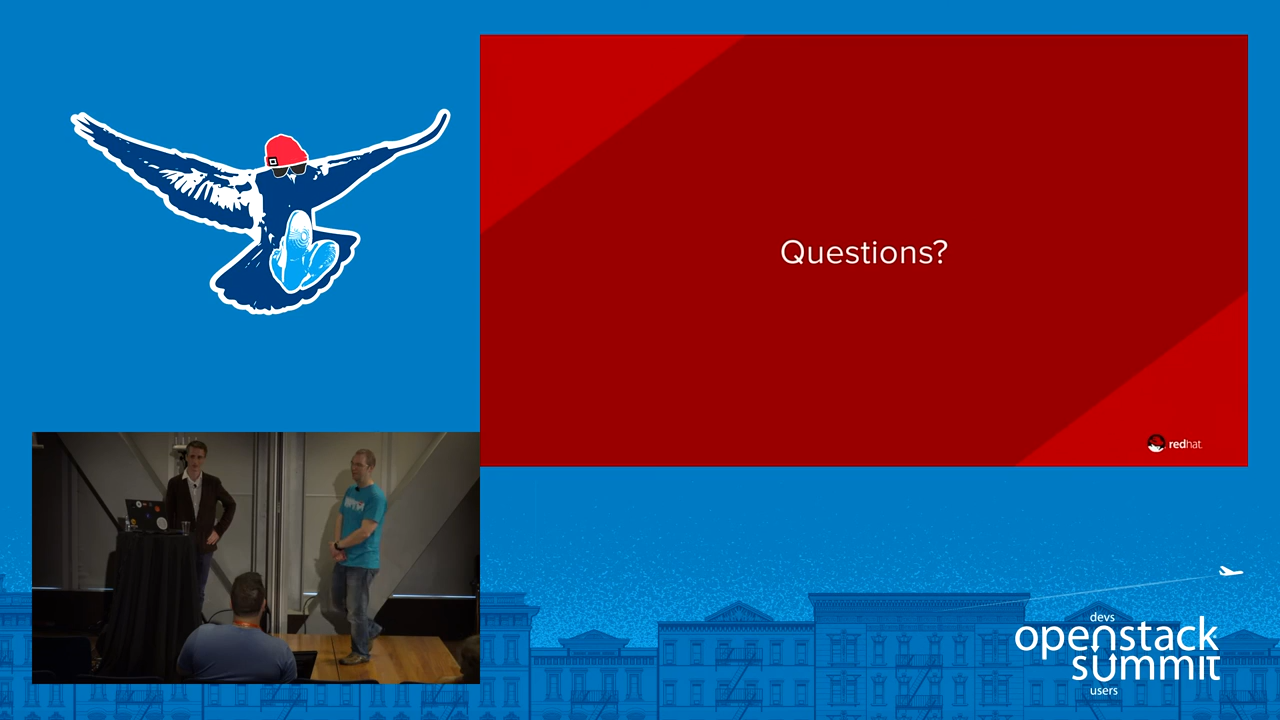 Questions?
redhat.
devs
openstack
summit
users